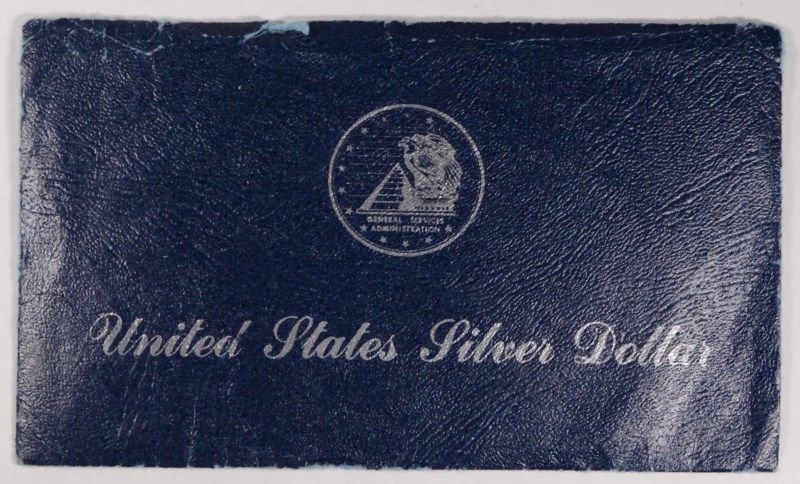 GENERAL SERVICES
ADMINISTRATION
United States Silver Dollar